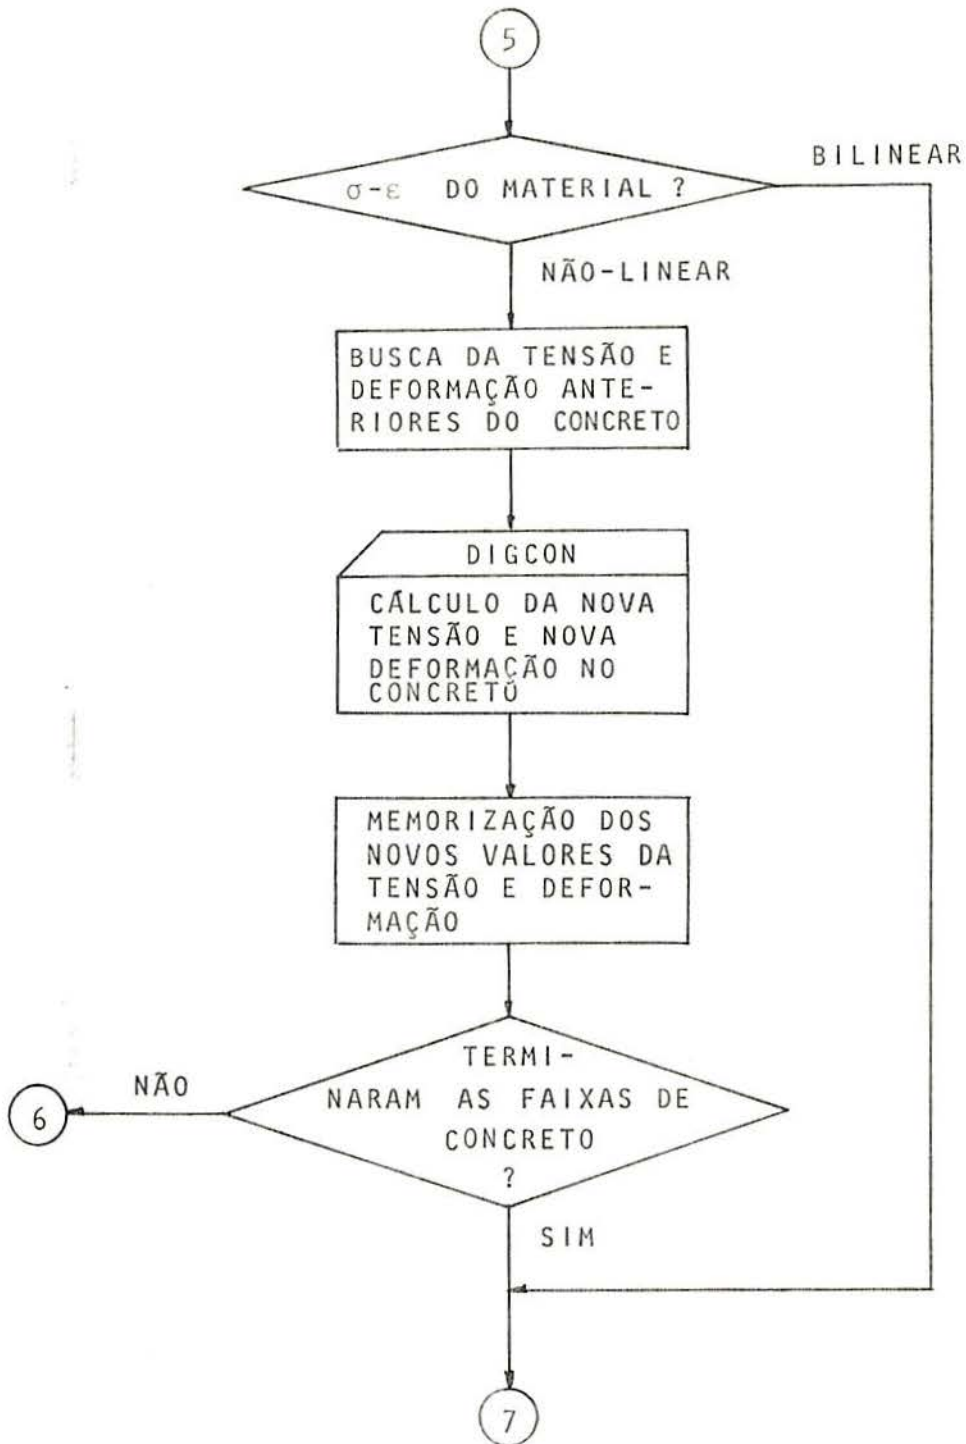 5
BILINEAR
σ-ε DO MATERIAL ?
NÃO-LINEAR
BUSCA DA TENSÃO E
DEFORMAÇÃO ANTE-
RIORES DO CONCRETO
DIGCON
CÁLCULO DA NOVA
TENSÃO E NOVA
DEFORMAÇÃO NO
CONCRETO
MEMORIZAÇÃO DOS
NOVOS VALORES DA
TENSÃO E DEFOR-
MAÇÃO
TERMI-
NÃO
NARAM AS FAIXAS DE
6
CONCRETO
?
SIM
7